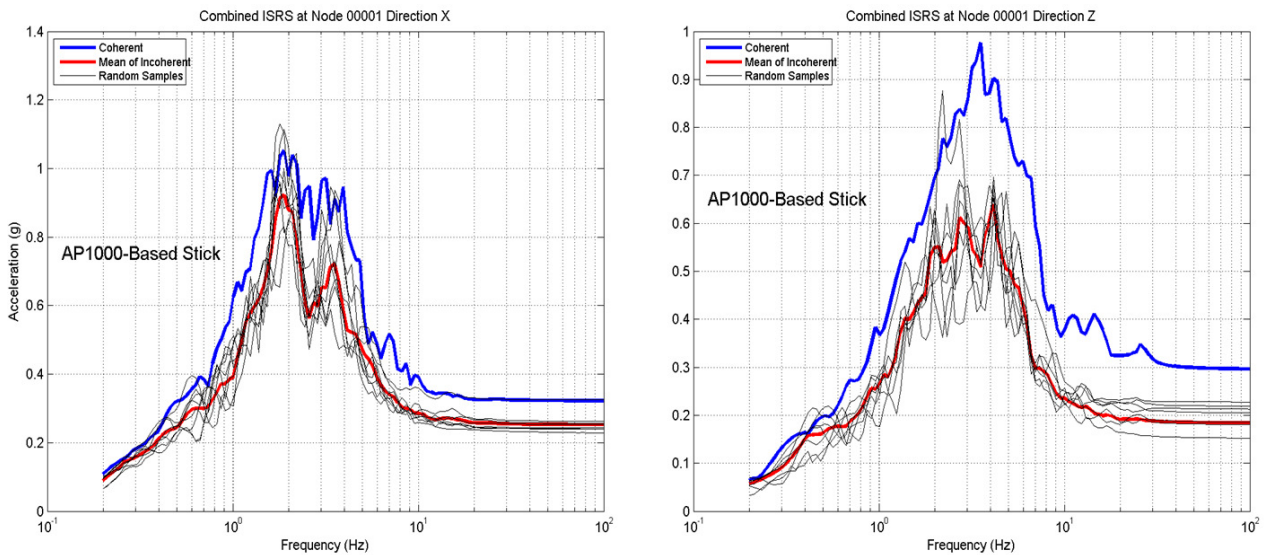 Combined ISRS at Node 00001 Direction X
1.4
1.2
1
0.8
0.6
0.4
0.2
0
Acceleration (g)
Coherent
Mean of Incoherent
Random Samples
AP1000-Based Stick
10-1
100
101
102
Frequency (Hz)
Combined ISRS at Node 00001 Direction Z
1
0.9
0.8
0.7
0.6
0.5
0.4
0.3
0.2
0.1
0
Coherent
Mean of Incoherent
Random Samples
AP1000-Based Stick
10-1
100
101
102
Frequency (Hz)